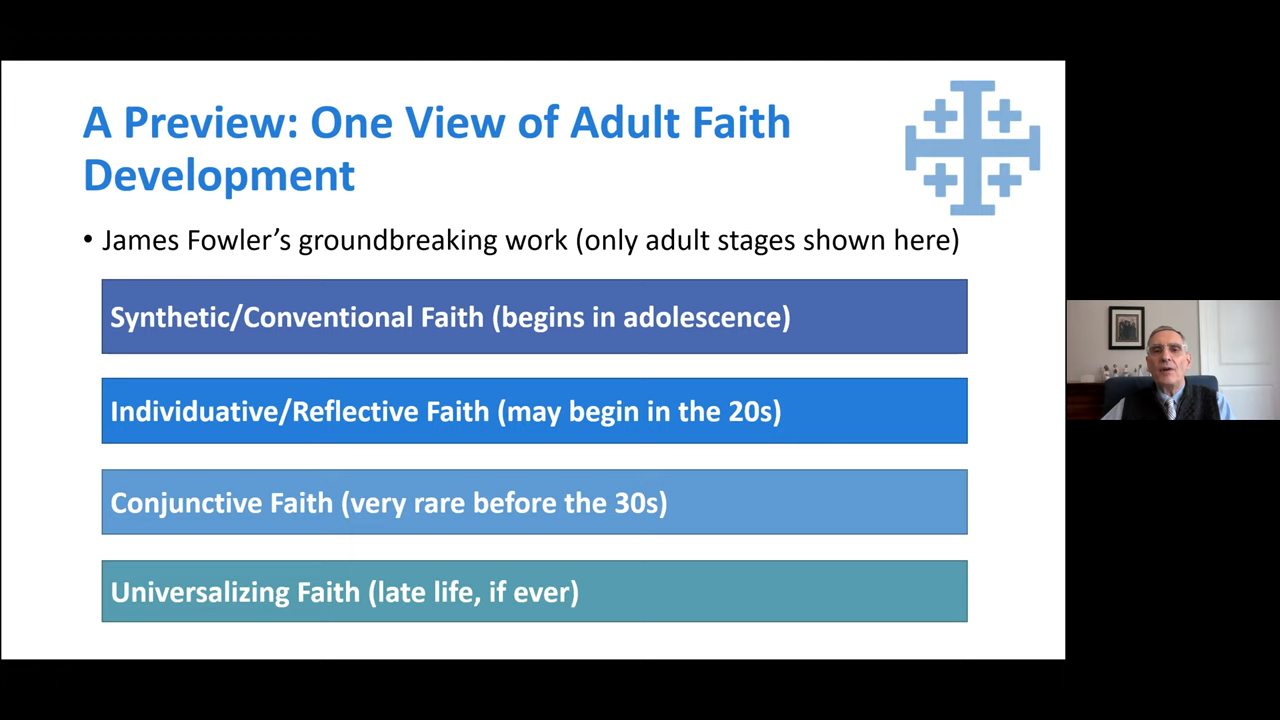 A Preview: One View of Adult Faith
Development
• James Fowler’s groundbreaking work (only adult stages shown here)
Synthetic/Conventional Faith (begins in adolescence)
Individuative/Reflective Faith (may begin in the 20s)
Conjunctive Faith (very rare before the 30s)
Universalizing Faith (late life, if ever)